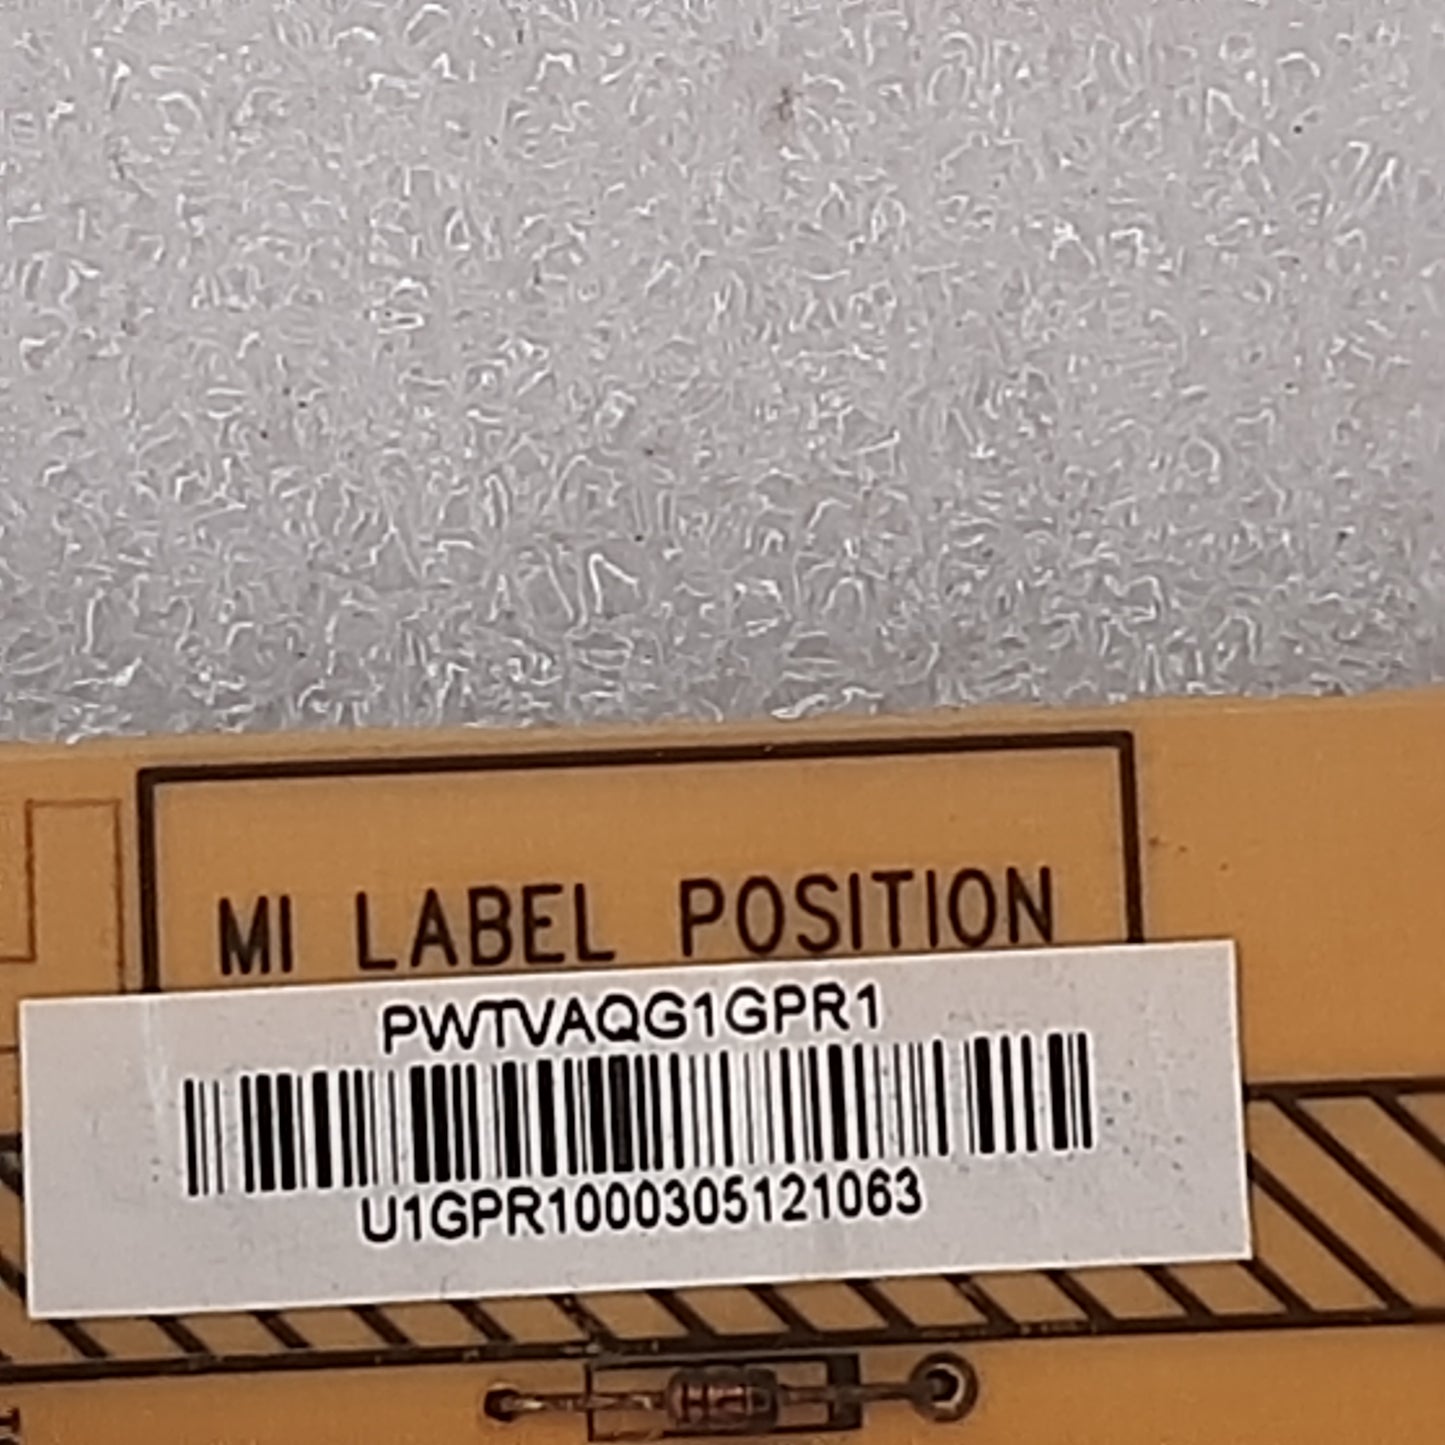 MI LABEL POSITION
PWTVAQG1GPR1
U1GPR1000305121063